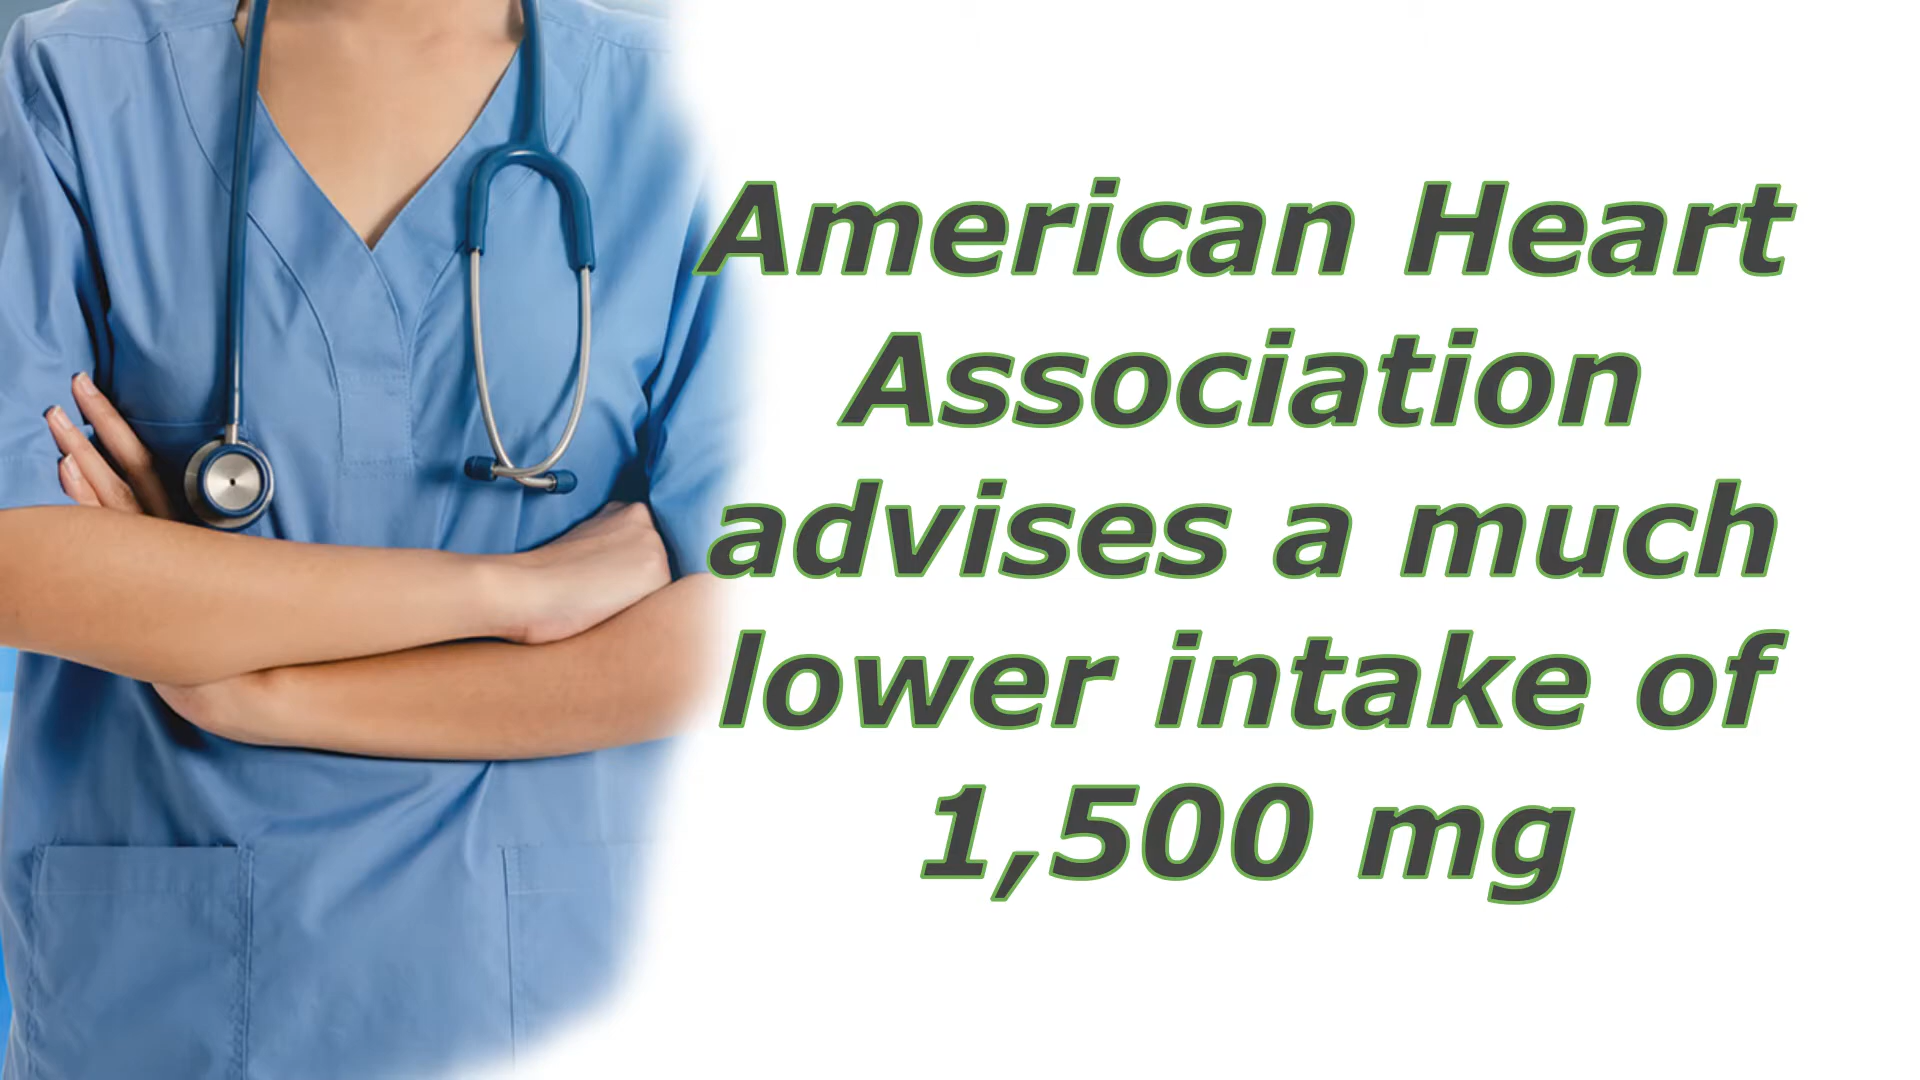 American Heart
Association
advises a much
lower intake of
1,500 mg